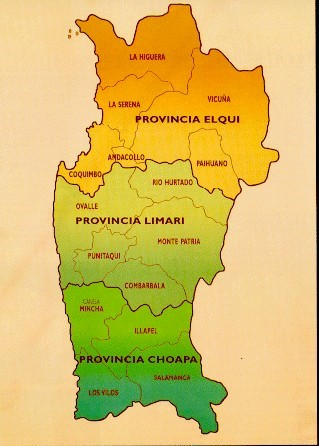 LA HIGUERA
LA SERENA
VICUÑA
PROVINCIA ELQUI
ANDACOLLO
PAIHUANO
COQUIMBO
RIO HURTADO
OVALLE
PROVINCIA LIMARI
MONTE PATRIA
PUNITAQUI
COMBARBALA
CANELA
MINCHA
ILLAPEL
PROVINCIA CHOAPA
SALAMANCA
LOS VILOS